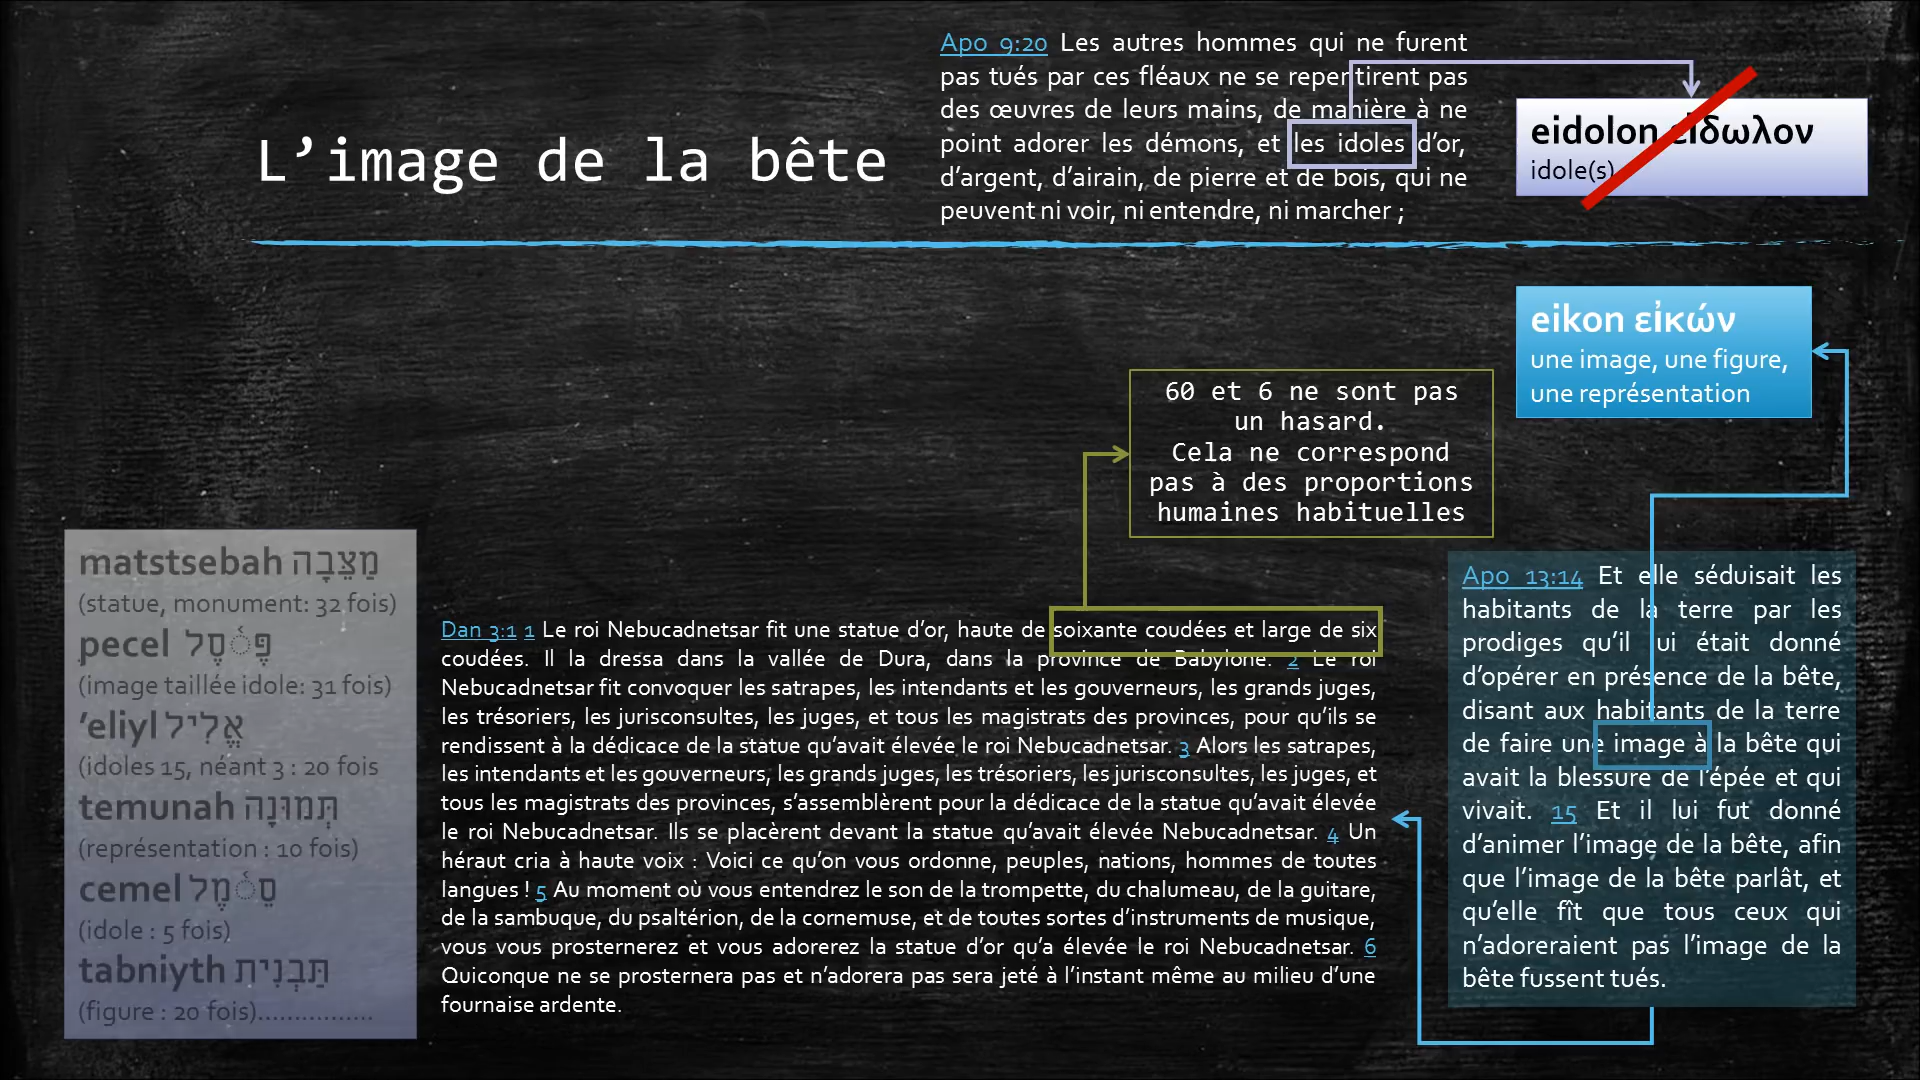 L’image de la bête
Apo 9:20 Les autres hommes qui ne furent
pas tués par ces fléaux ne se repentirent pas
des œuvres de leurs mains, de manière à ne
point adorer les démons, et les idoles d’or,
d’argent, d’airain, de pierre et de bois, qui ne
peuvent ni voir, ni entendre, ni marcher ;
eidolon εἴδωλον
idole(s)
eikon εἰκών
une image, une figure,
une représentation
60 et 6 ne sont pas
un hasard.
Cela ne correspond
pas à des proportions
humaines habituelles
matstsebah מַצֵּבָה
(statue, monument: 32 fois)
pecel פֶּ֫סֶל
(image taillée idole: 31 fois)
’eliyl אֱלִיל
(idoles 15, néant 3 : 20 fois
temunah תְּמוּנָה
(représentation : 10 fois)
cemel סֵ֫מֶל
(idole : 5 fois)
tabniyth תַּבְנִית
(figure : 20 fois)................
Dan 3:1 1 Le roi Nebucadnetsar fit une statue d’or, haute de soixante coudées et large de six
coudées. Il la dressa dans la vallée de Dura, dans la province de Babylone. 2 Le roi
Nebucadnetsar fit convoquer les satrapes, les intendants et les gouverneurs, les grands juges,
les trésoriers, les jurisconsultes, les juges, et tous les magistrats des provinces, pour qu’ils se
rendissent à la dédicace de la statue qu’avait élevée le roi Nebucadnetsar. 3 Alors les satrapes,
les intendants et les gouverneurs, les grands juges, les trésoriers, les jurisconsultes, les juges, et
tous les magistrats des provinces, s’assemblèrent pour la dédicace de la statue qu’avait élevée
le roi Nebucadnetsar. Ils se placèrent devant la statue qu’avait élevée Nebucadnetsar. 4 Un
héraut cria à haute voix : Voici ce qu’on vous ordonne, peuples, nations, hommes de toutes
langues ! 5 Au moment où vous entendrez le son de la trompette, du chalumeau, de la guitare,
de la sambuque, du psaltérion, de la cornemuse, et de toutes sortes d’instruments de musique,
vous vous prosternerez et vous adorerez la statue d’or qu’a élevée le roi Nebucadnetsar. 6
Quiconque ne se prosternera pas et n’adorera pas sera jeté à l’instant même au milieu d’une
fournaise ardente.
Apo 13:14 Et elle séduisait les
habitants de la terre par les
prodiges qu’il lui était donné
d’opérer en présence de la bête,
disant aux habitants de la terre
de faire une image à la bête qui
avait la blessure de l’épée et qui
vivait. 15 Et il lui fut donné
d’animer l’image de la bête, afin
que l’image de la bête parlât, et
qu’elle fît que tous ceux qui
n’adoreraient pas l’image de la
bête fussent tués.